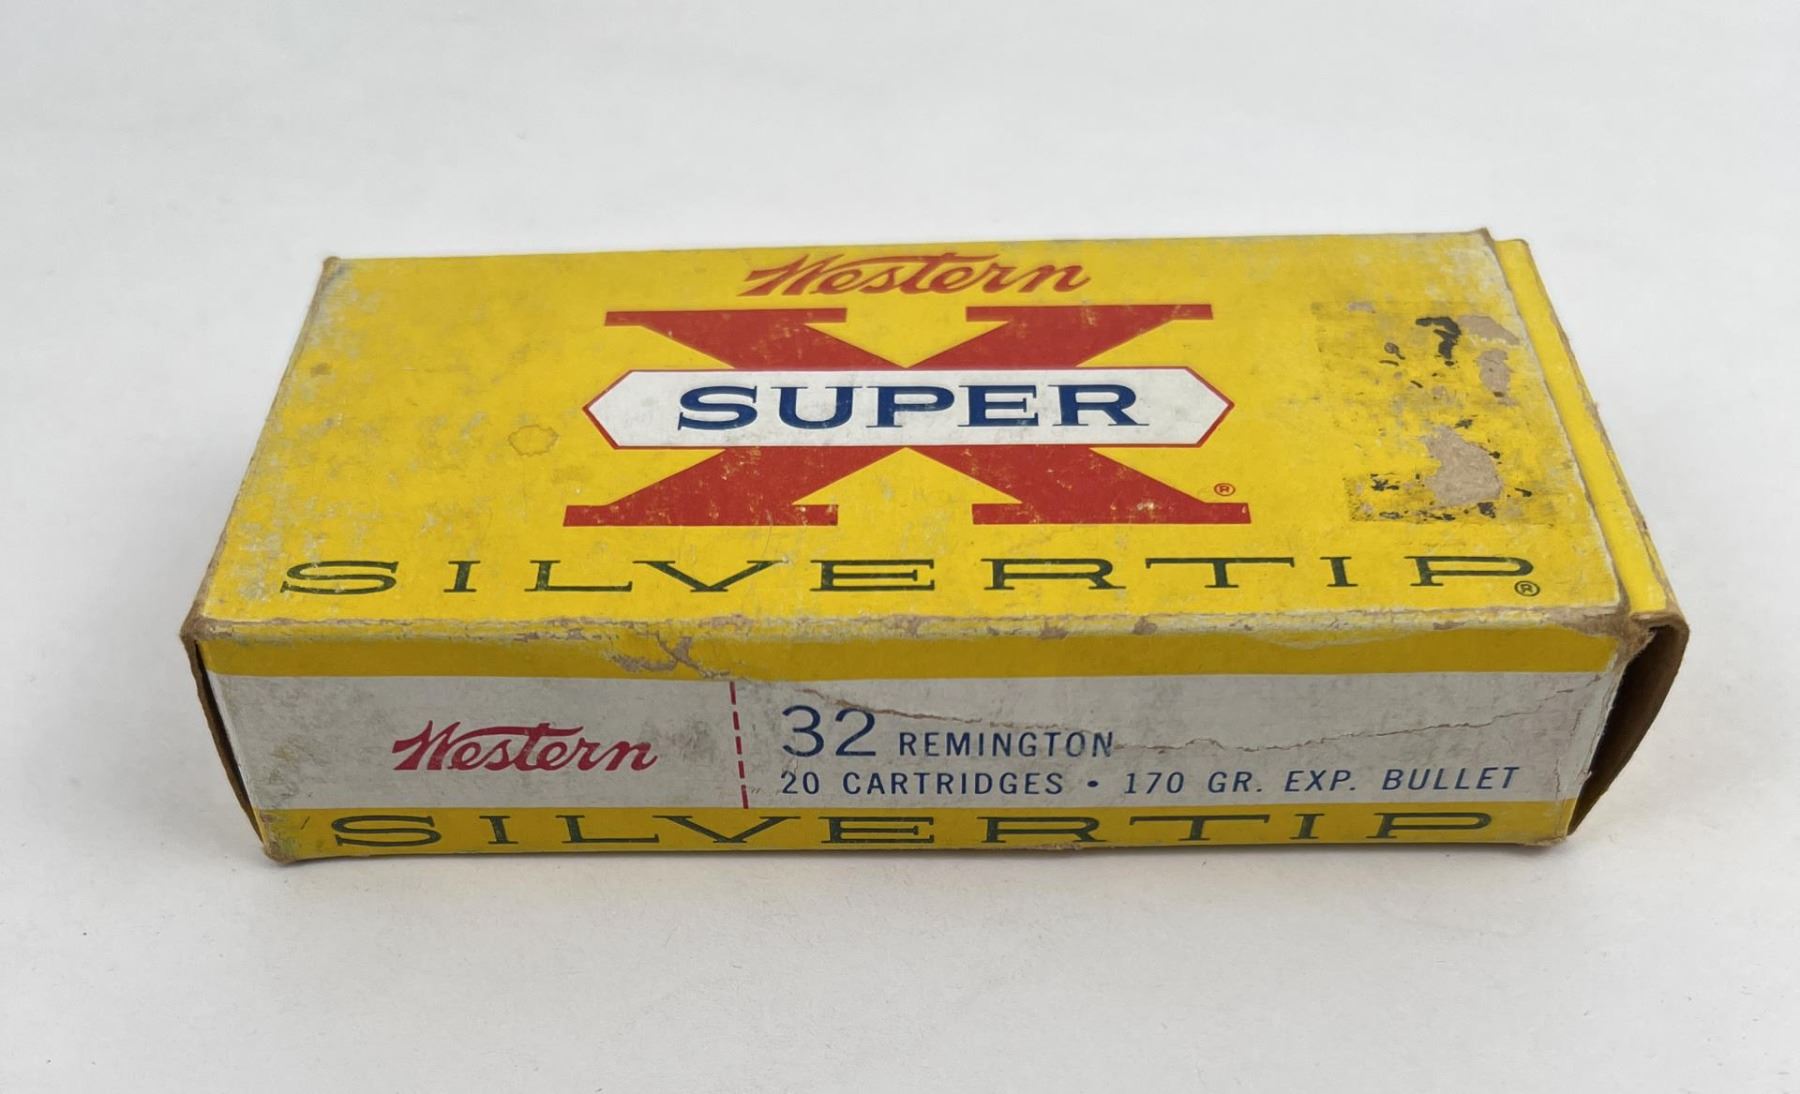 Western
SUPER X ®
SILVERTIP®
Western
32 REMINGTON
20 CARTRIDGES • 170 GR. EXP. BULLET
SILVERTIP